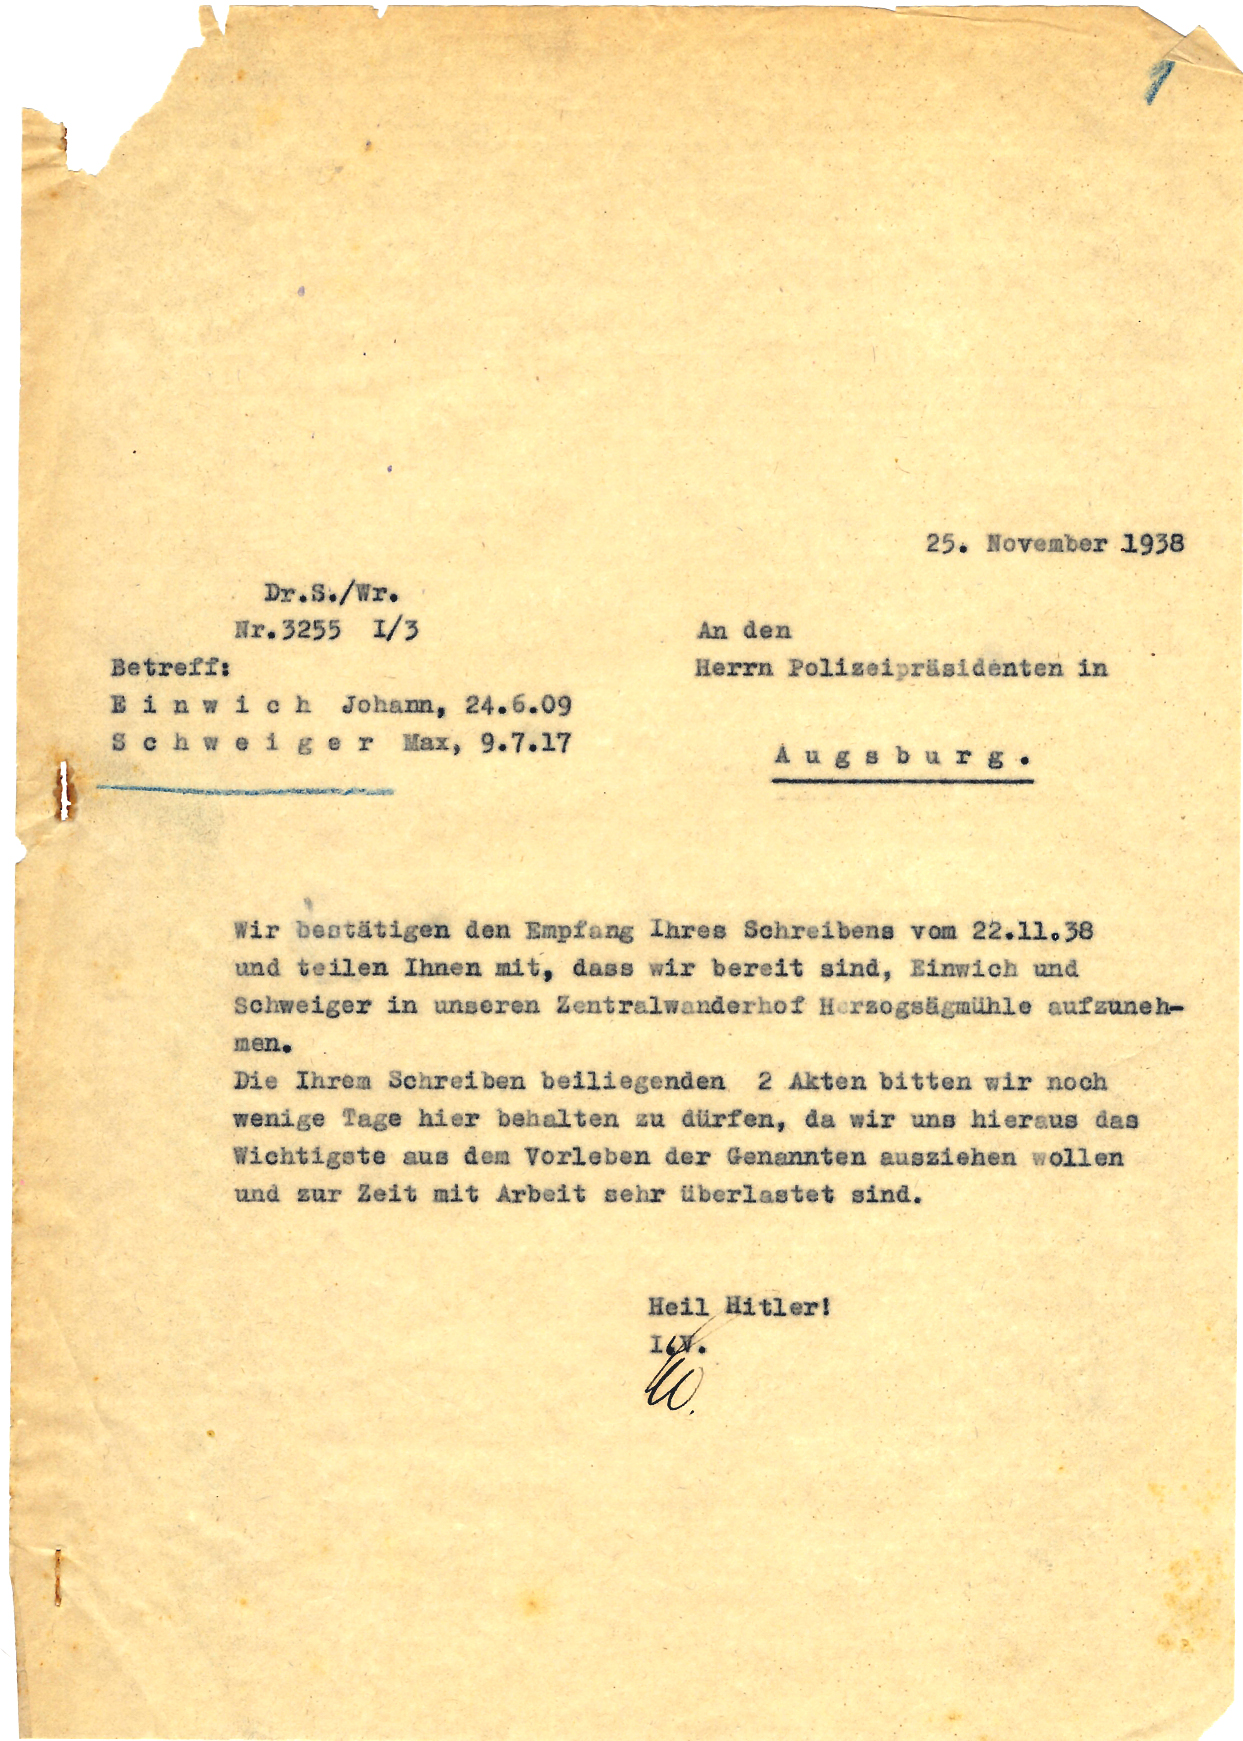 1
25. November 1938
Dr.S./Wr.
Nr.3255 I/3
Betreff:
E i n w i c h Johann, 24.6.09
S c h w e i g e r Max, 9.7.17
An den
Herrn Polizeipräsidenten in
A u g s b u r g .
Wir bestätigen den Empfang Ihres Schreibens vom 22.11.38
und teilen Ihnen mit, dass wir bereit sind, Einwich und
Schweiger in unseren Zentralwanderhof Herzogsägmühle aufzuneh-
men.
Die Ihrem Schreiben beiliegenden 2 Akten bitten wir noch
wenige Tage hier behalten zu dürfen, da wir uns hieraus das
Wichtigste aus dem Vorleben der Genannten ausziehen wollen
und zur Zeit mit Arbeit sehr überlastet sind.
Heil Hitler!
I.V.